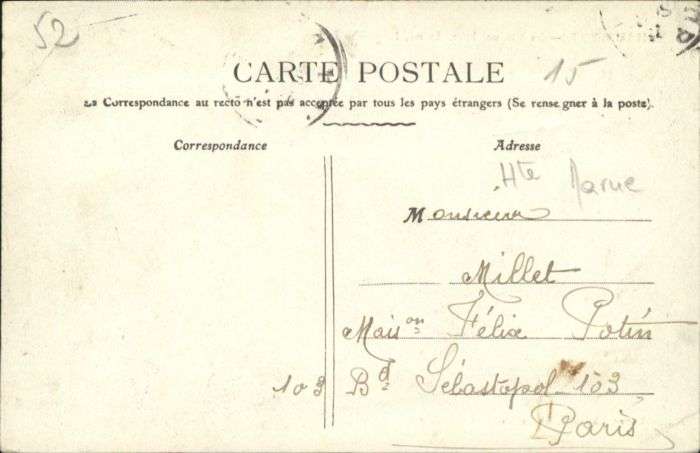 52
CARTE POSTALE
15
La Correspondance au recto n'est pas acceptée par tous les pays étrangers (Se renseigner à la poste).
Correspondance
Adresse
Hte Marne
Monsieur
Millet
Maison Félix Potin
103 Bd Sébastopol 103
Paris